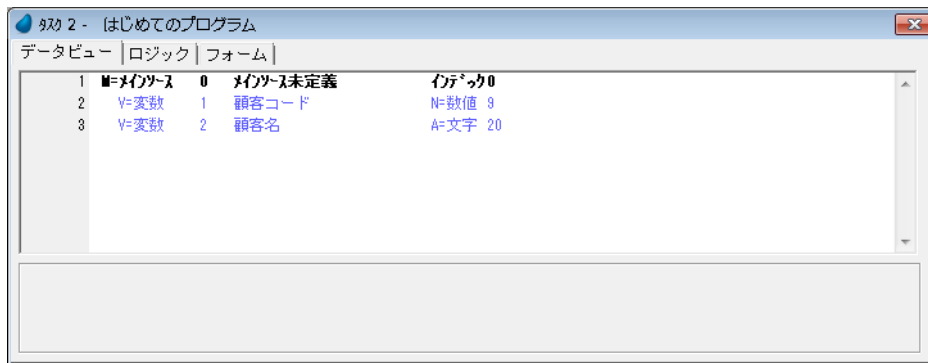 ﾀｽｸ 2 - はじめてのプログラム
データビュー ロジック フォーム
1 M=ﾒｲﾝｿｰｽ 0 ﾒｲﾝｿｰｽ未定義 ｲﾝﾃﾞｯｸ 0
2 V=変数 1 顧客コード N=数値 9
3 V=変数 2 顧客名 A=文字 20